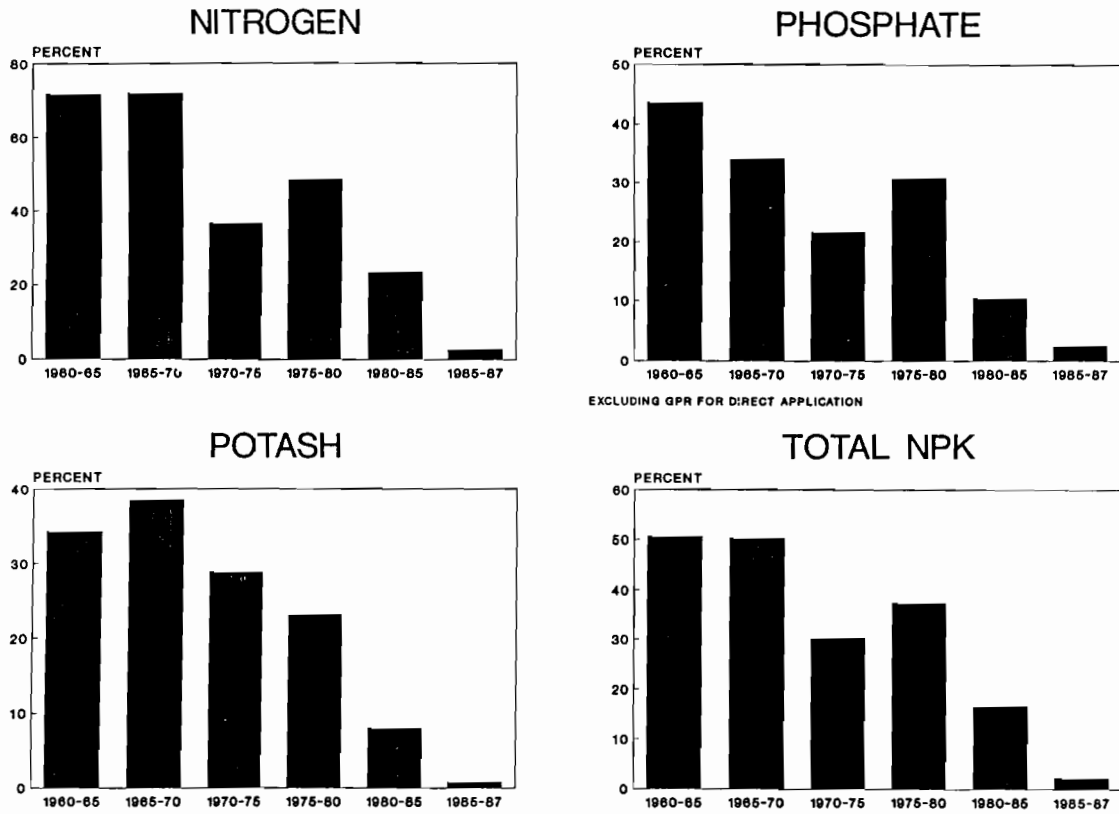 NITROGEN
PERCENT
80
60
40
20
0
1960-65 1965-70 1970-75 1975-80 1980-85 1985-87
PHOSPHATE
PERCENT
50
40
30
20
10
0
1960-65 1965-70 1970-75 1975-80 1980-85 1985-87
EXCLUDING GPR FOR DIRECT APPLICATION
POTASH
PERCENT
40
30
20
10
0
1960-65 1965-70 1970-75 1975-80 1980-85 1985-87
TOTAL NPK
PERCENT
60
50
40
30
20
10
0
1960-65 1965-70 1970-75 1975-80 1980-85 1985-87